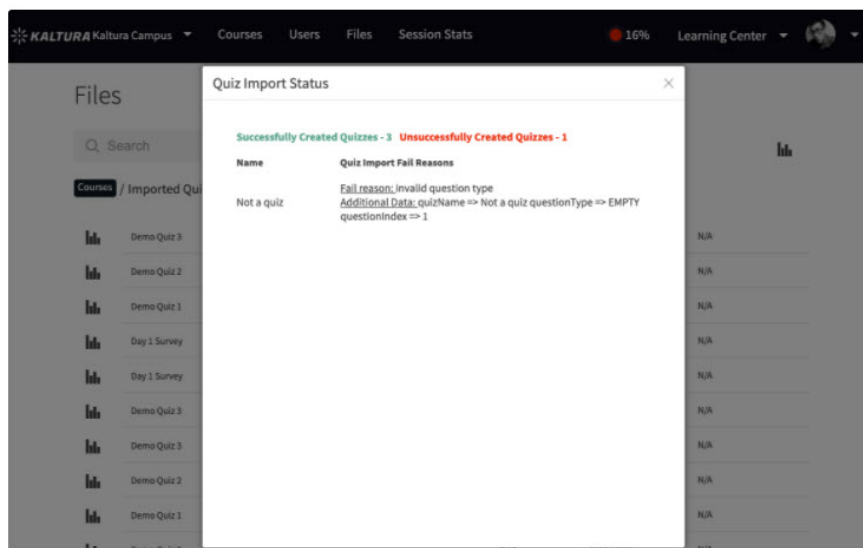 KALTURA Kaltura Campus Courses Users Files Session Stats 16% Learning Center
Files
Quiz Import Status
Search
Successfully Created Quizzes - 3 Unsuccessfully Created Quizzes - 1
Name Quiz Import Fail Reasons
Courses / Imported Qui
Fail reason: invalid question type
Not a quiz Additional Data: quizName => Not a quiz questionType => EMPTY
questionIndex => 1
Demo Quiz 3 N/A
Demo Quiz 2 N/A
Demo Quiz 1 N/A
Day 1 Survey N/A
Day 1 Survey N/A
Demo Quiz 3 N/A
Demo Quiz 3 N/A
Demo Quiz 2 N/A
Demo Quiz 1 N/A